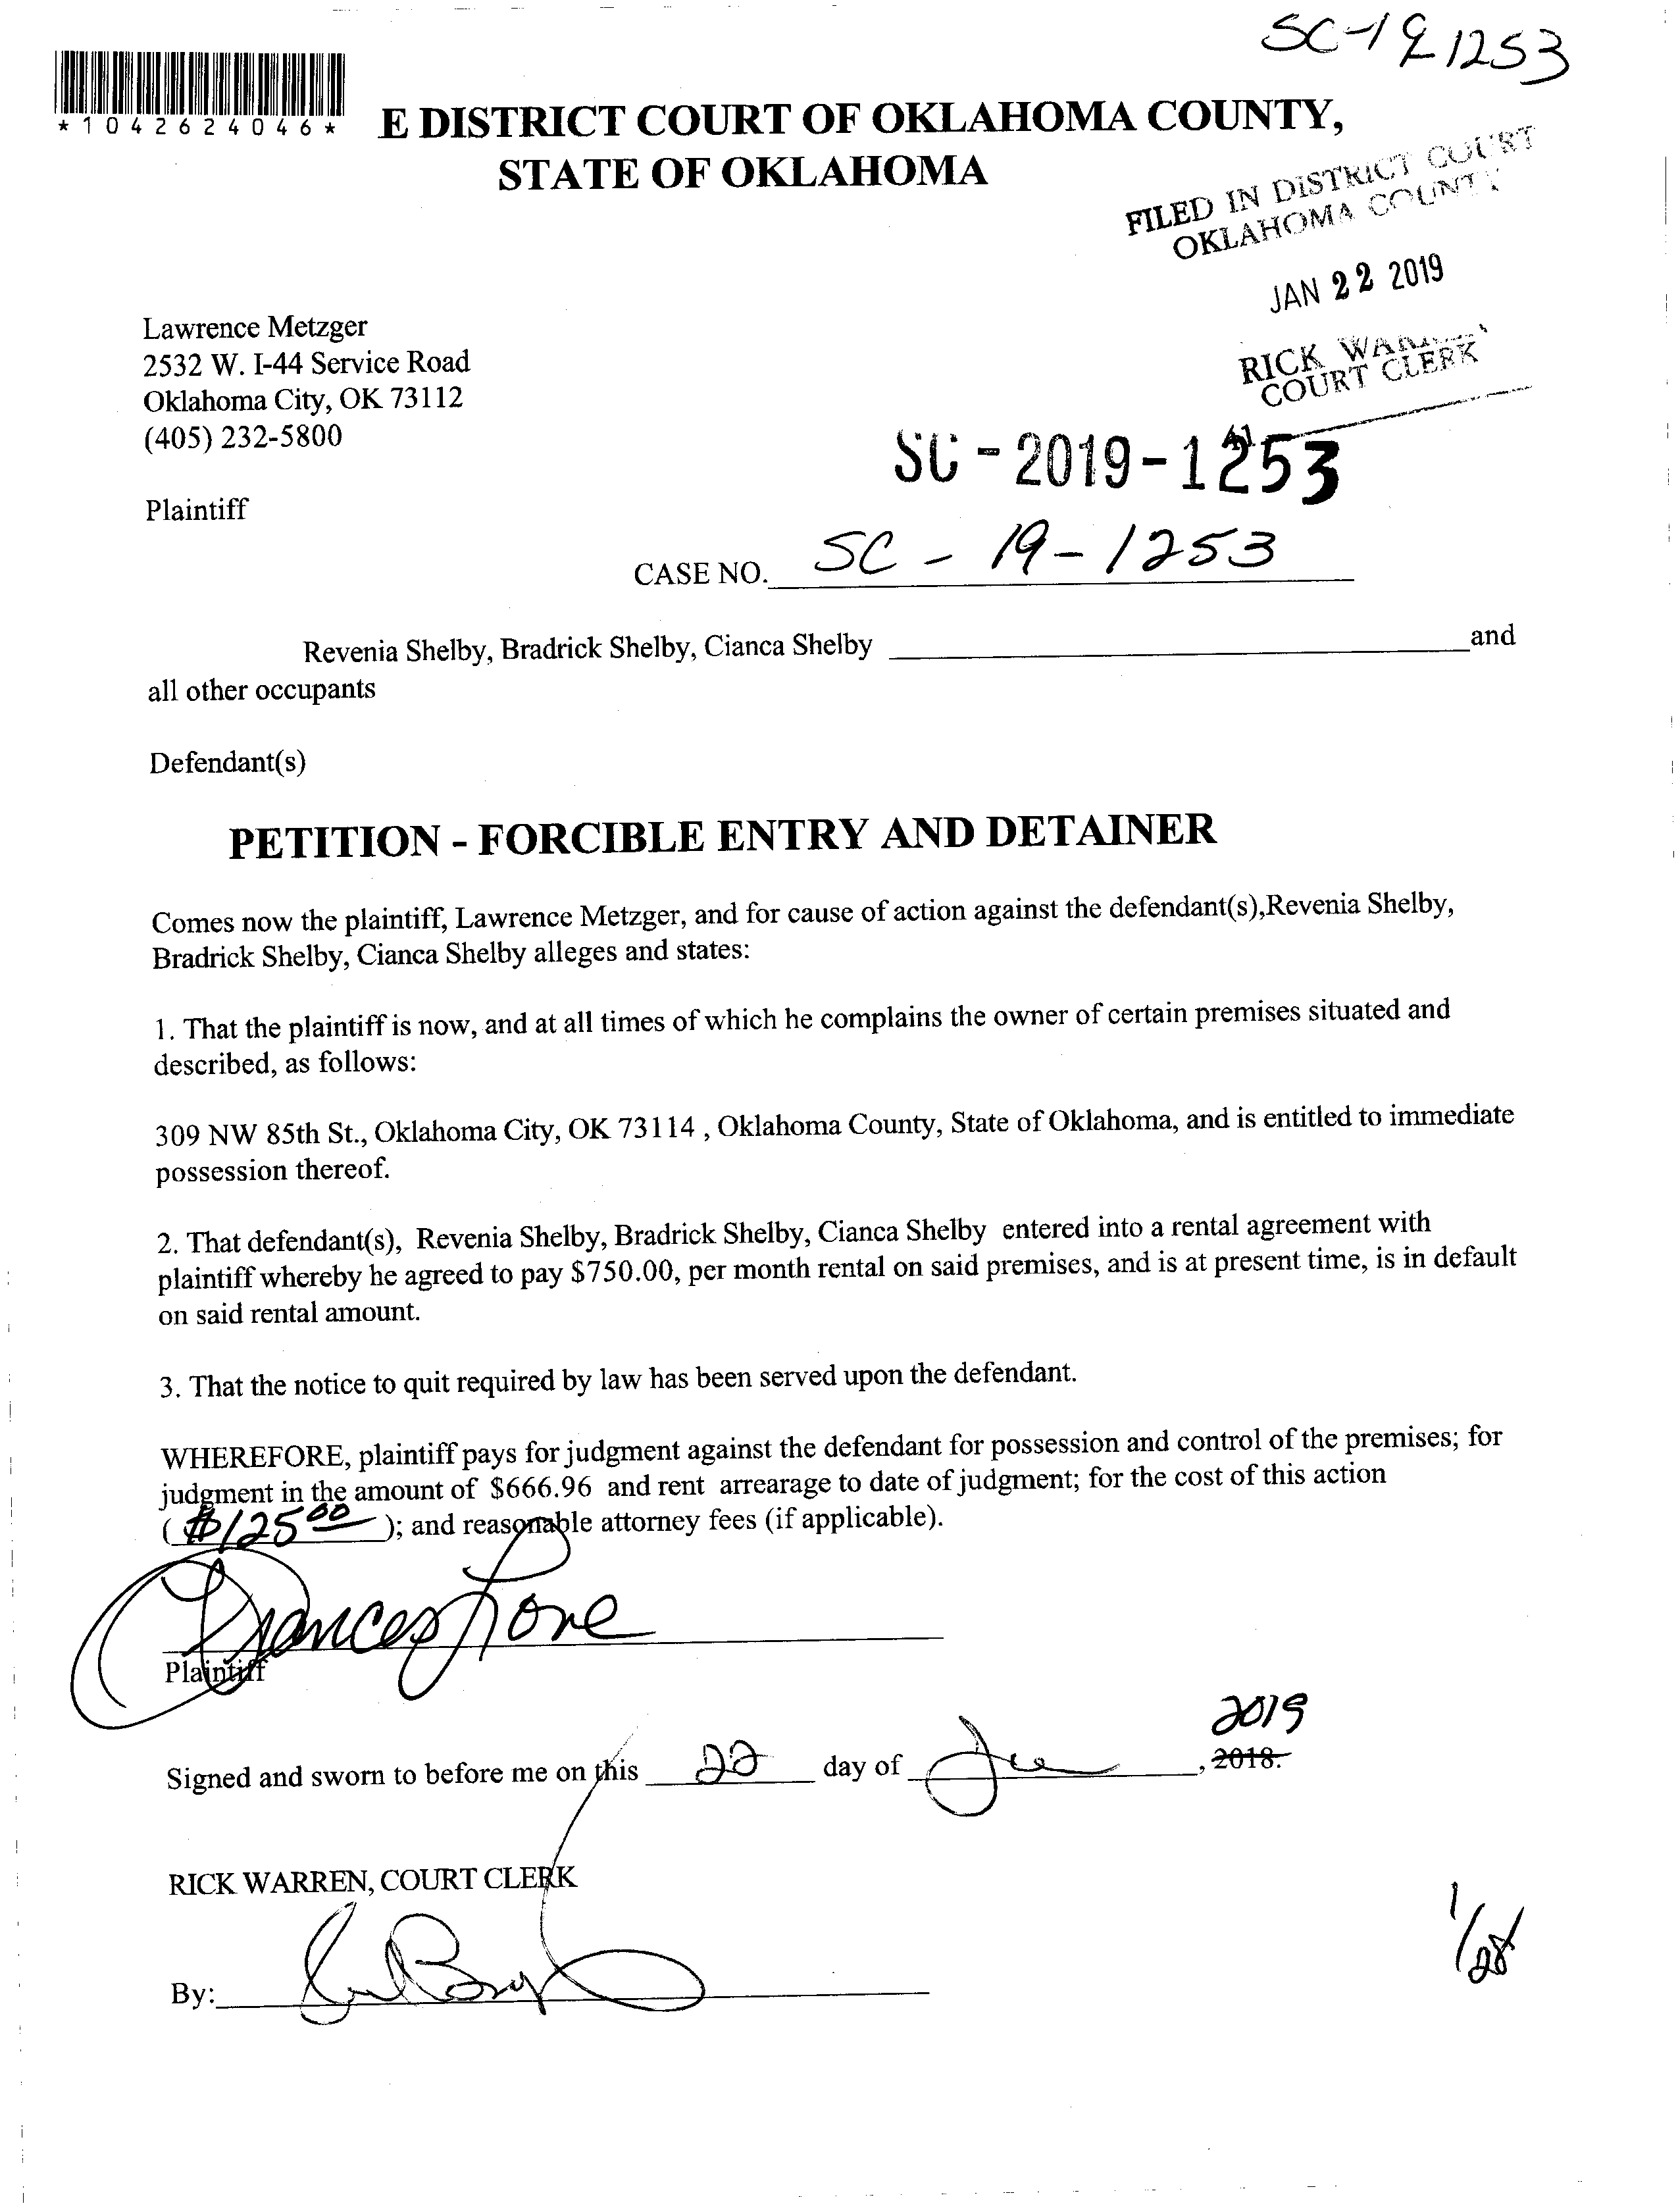 SC-19 1253
*1042624046*
E DISTRICT COURT OF OKLAHOMA COUNTY,
STATE OF OKLAHOMA
FILED IN DISTRICT COURT
OKLAHOMA COUNTY
JAN 22 2019
RICK WARREN
COURT CLERK
Lawrence Metzger
2532 W. I-44 Service Road
Oklahoma City, OK 73112
(405) 232-5800
SC - 2019 - 1253
Plaintiff
CASE NO. SC - 19 - 1253
Revenia Shelby, Bradrick Shelby, Cianca Shelby and
all other occupants
Defendant(s)
PETITION - FORCIBLE ENTRY AND DETAINER
Comes now the plaintiff, Lawrence Metzger, and for cause of action against the defendant(s),Revenia Shelby,
Bradrick Shelby, Cianca Shelby alleges and states:
1. That the plaintiff is now, and at all times of which he complains the owner of certain premises situated and
described, as follows:
309 NW 85th St., Oklahoma City, OK 73114 , Oklahoma County, State of Oklahoma, and is entitled to immediate
possession thereof.
2. That defendant(s), Revenia Shelby, Bradrick Shelby, Cianca Shelby entered into a rental agreement with
plaintiff whereby he agreed to pay $750.00, per month rental on said premises, and is at present time, is in default
on said rental amount.
3. That the notice to quit required by law has been served upon the defendant.
WHEREFORE, plaintiff pays for judgment against the defendant for possession and control of the premises; for
judgment in the amount of $666.96 and rent arrearage to date of judgment; for the cost of this action
( $125.00 ); and reasonable attorney fees (if applicable).
Frances Love
Plaintiff
2019
Signed and sworn to before me on this 22 day of , 2018.
RICK WARREN, COURT CLERK
By:
1/28